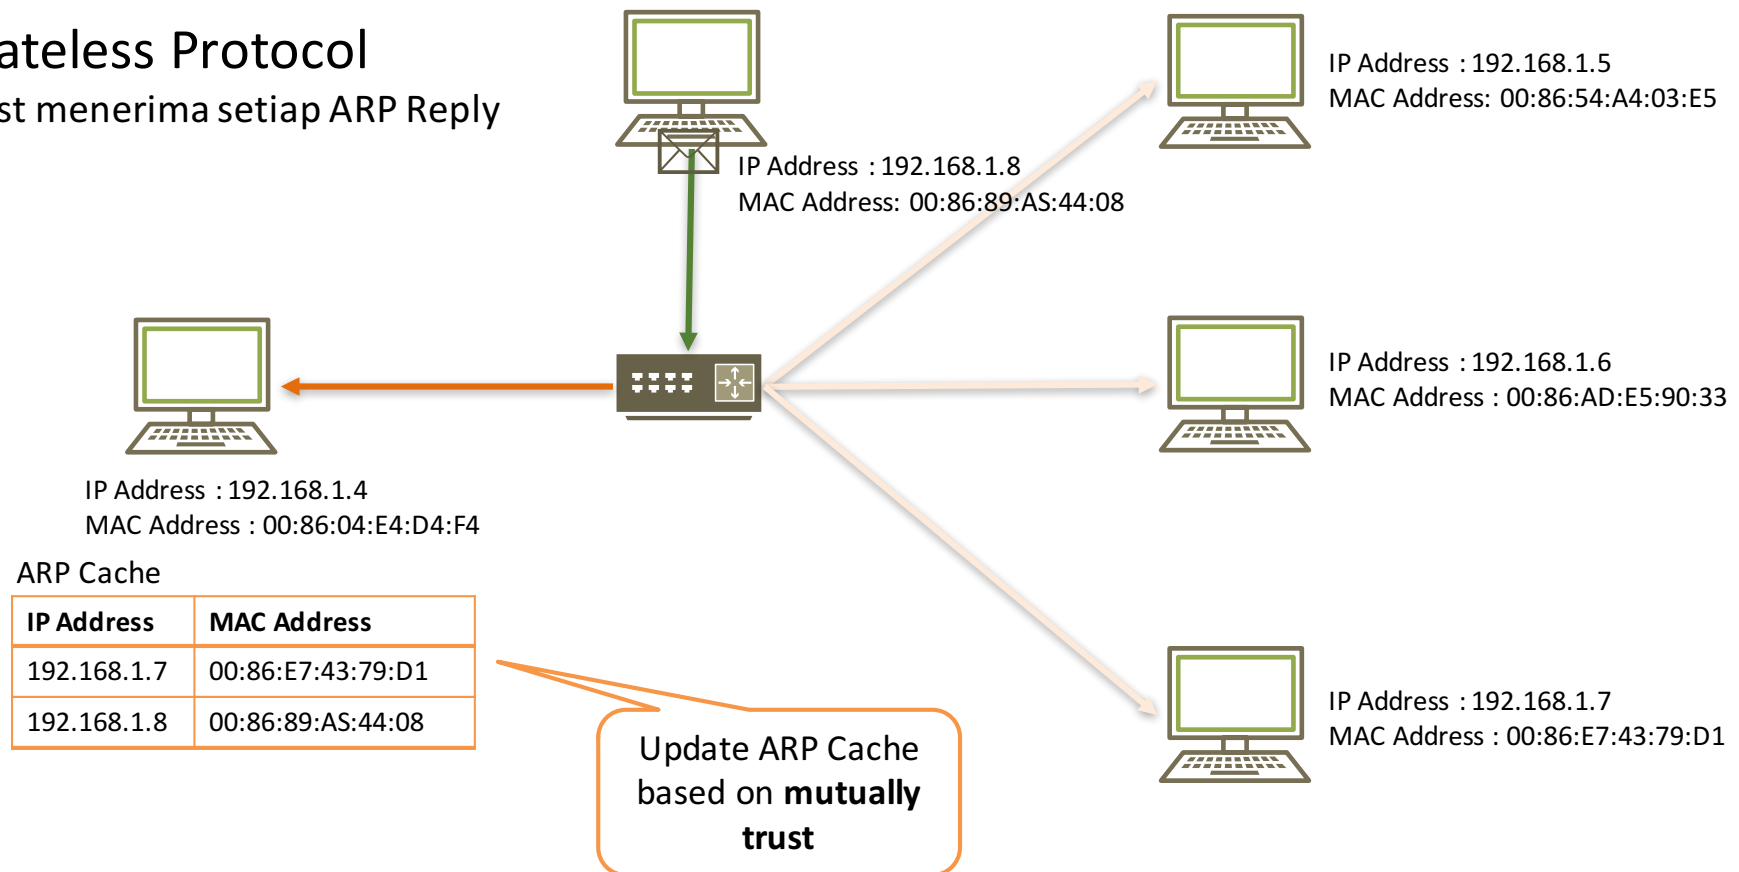 ateless Protocol
st menerima setiap ARP Reply
IP Address : 192.168.1.8
MAC Address: 00:86:89:AS:44:08
IP Address : 192.168.1.5
MAC Address: 00:86:54:A4:03:E5
IP Address : 192.168.1.6
MAC Address : 00:86:AD:E5:90:33
IP Address : 192.168.1.4
MAC Address : 00:86:04:E4:D4:F4
ARP Cache
IP Address MAC Address
192.168.1.7 00:86:E7:43:79:D1
192.168.1.8 00:86:89:AS:44:08
Update ARP Cache
based on mutually
trust
IP Address : 192.168.1.7
MAC Address : 00:86:E7:43:79:D1